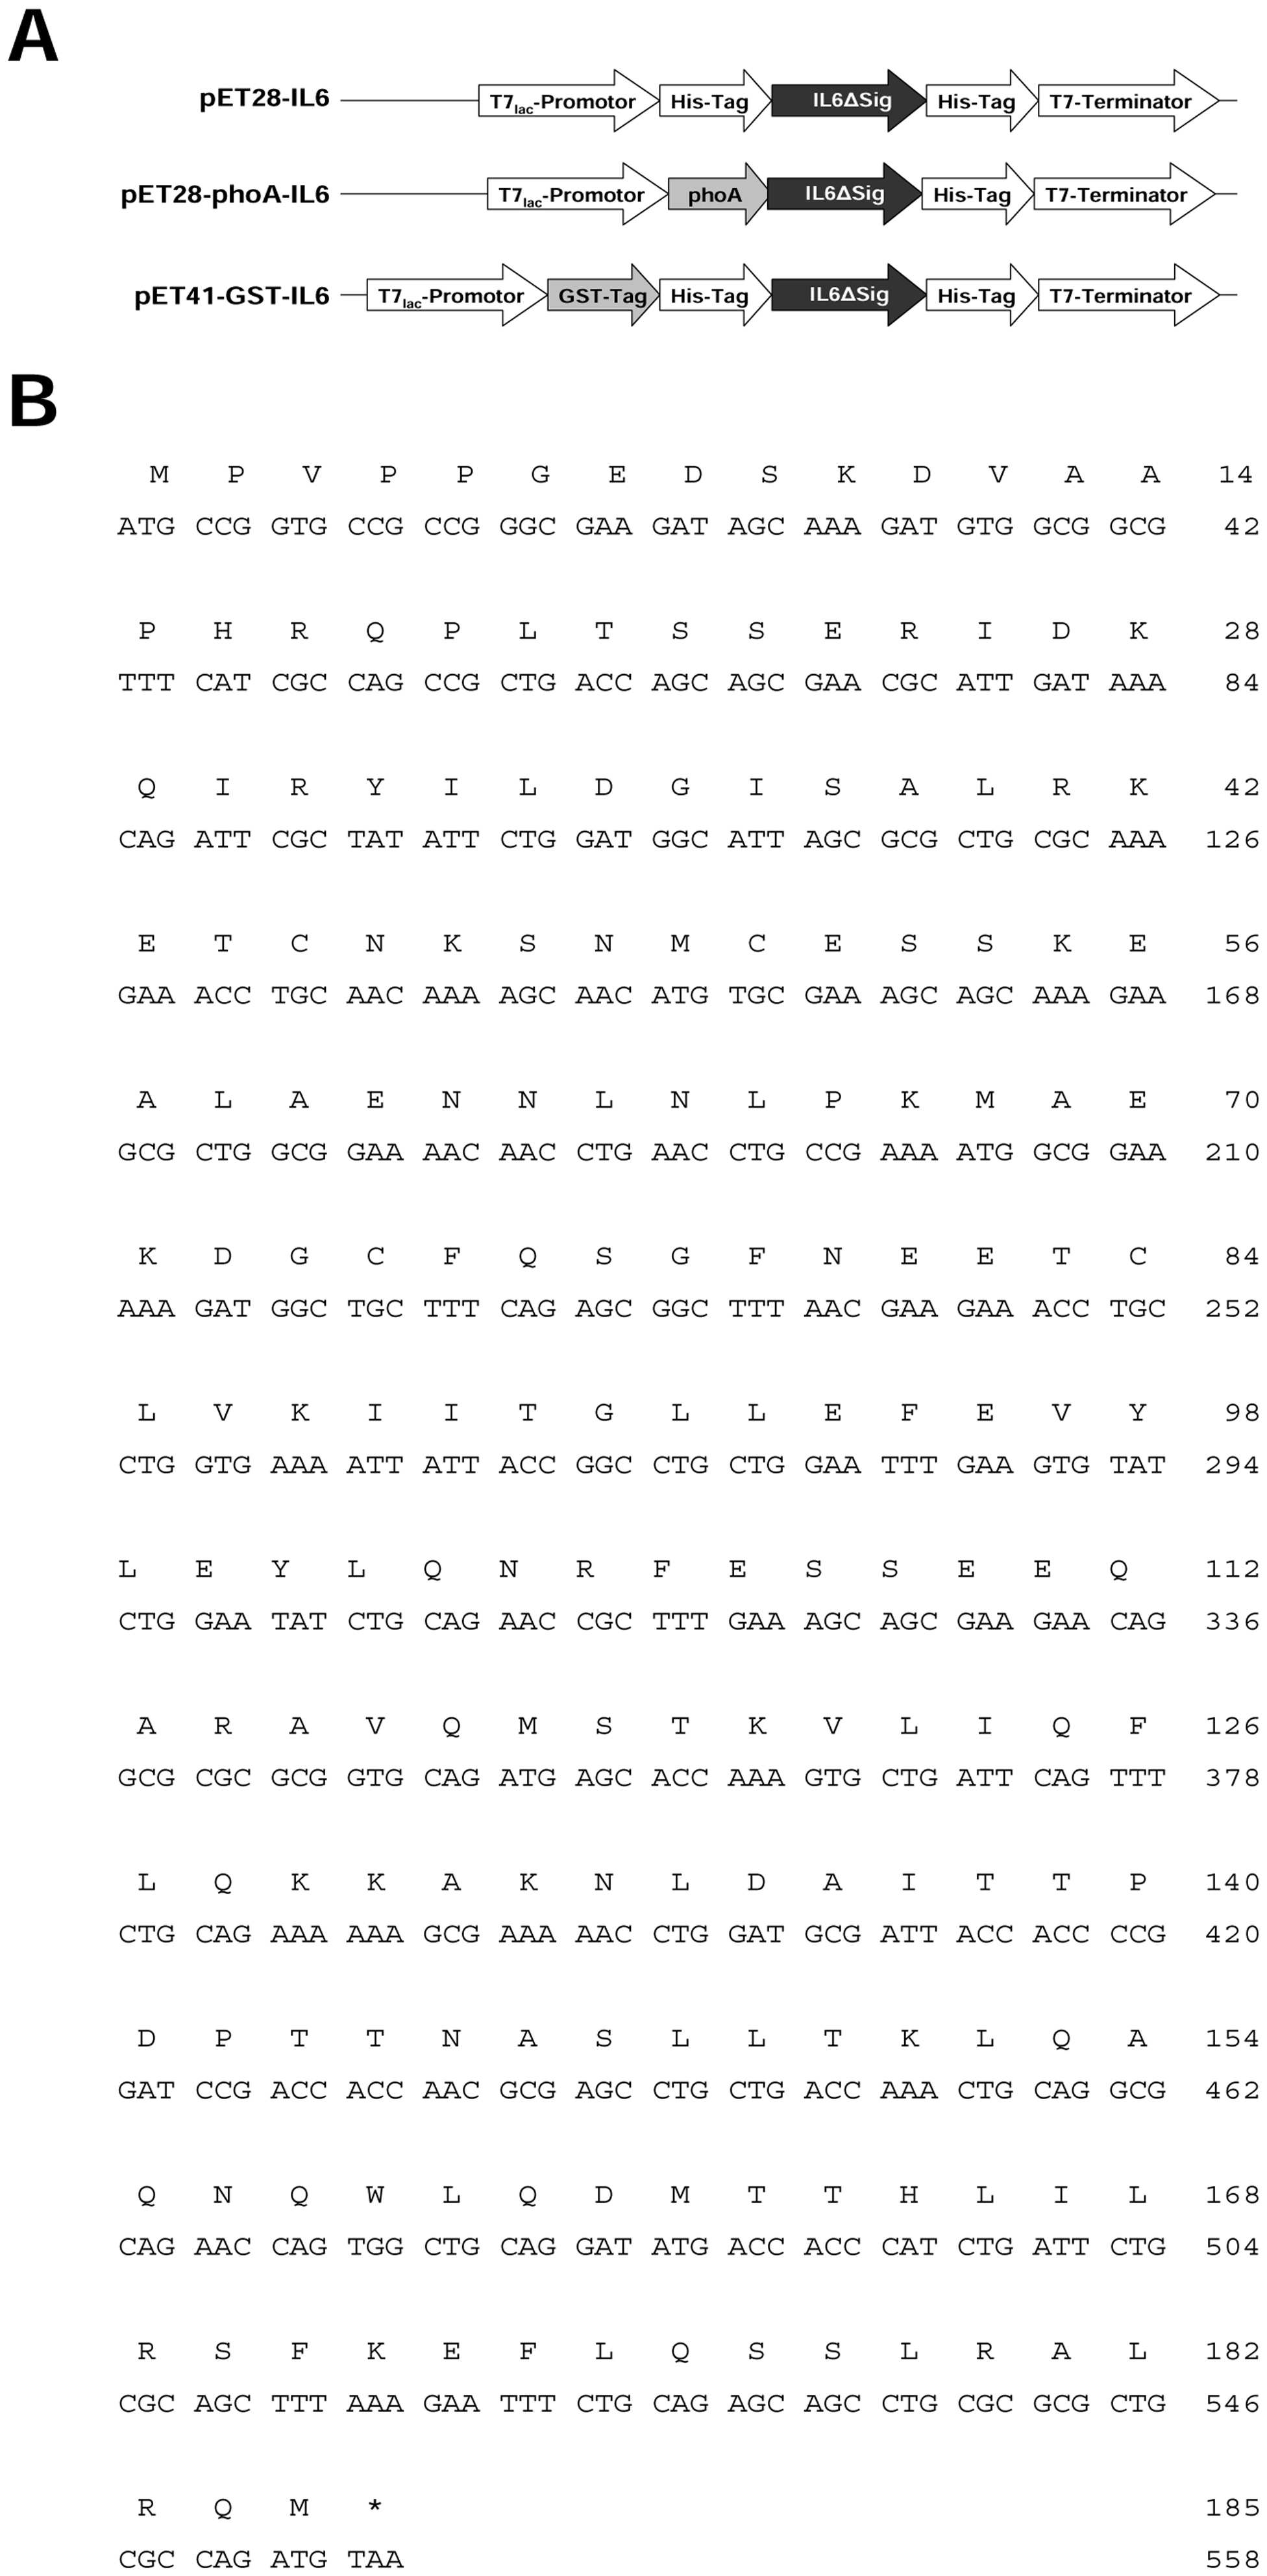 A
pET28-IL6 T7lac-Promotor His-Tag IL6ΔSig His-Tag T7-Terminator
pET28-phoA-IL6 T7lac-Promotor phoA IL6ΔSig His-Tag T7-Terminator
pET41-GST-IL6 T7lac-Promotor GST-Tag His-Tag IL6ΔSig His-Tag T7-Terminator
B
M P V P P G E D S K D V A A 14
ATG CCG GTG CCG CCG GGC GAA GAT AGC AAA GAT GTG GCG GCG 42
P H R Q P L T S S E R I D K 28
TTT CAT CGC CAG CCG CTG ACC AGC AGC GAA CGC ATT GAT AAA 84
Q I R Y I L D G I S A L R K 42
CAG ATT CGC TAT ATT CTG GAT GGC ATT AGC GCG CTG CGC AAA 126
E T C N K S N M C E S S K E 56
GAA ACC TGC AAC AAA AGC AAC ATG TGC GAA AGC AGC AAA GAA 168
A L A E N N L N L P K M A E 70
GCG CTG GCG GAA AAC AAC CTG AAC CTG CCG AAA ATG GCG GAA 210
K D G C F Q S G F N E E T C 84
AAA GAT GGC TGC TTT CAG AGC GGC TTT AAC GAA GAA ACC TGC 252
L V K I I T G L L E F E V Y 98
CTG GTG AAA ATT ATT ACC GGC CTG CTG GAA TTT GAA GTG TAT 294
L E Y L Q N R F E S S E E Q 112
CTG GAA TAT CTG CAG AAC CGC TTT GAA AGC AGC GAA GAA CAG 336
A R A V Q M S T K V L I Q F 126
GCG CGC GCG GTG CAG ATG AGC ACC AAA GTG CTG ATT CAG TTT 378
L Q K K A K N L D A I T T P 140
CTG CAG AAA AAA GCG AAA AAC CTG GAT GCG ATT ACC ACC CCG 420
D P T T N A S L L T K L Q A 154
GAT CCG ACC ACC AAC GCG AGC CTG CTG ACC AAA CTG CAG GCG 462
Q N Q W L Q D M T T H L I L 168
CAG AAC CAG TGG CTG CAG GAT ATG ACC ACC CAT CTG ATT CTG 504
R S F K E F L Q S S L R A L 182
CGC AGC TTT AAA GAA TTT CTG CAG AGC AGC CTG CGC GCG CTG 546
R Q M * 185
CGC CAG ATG TAA 558